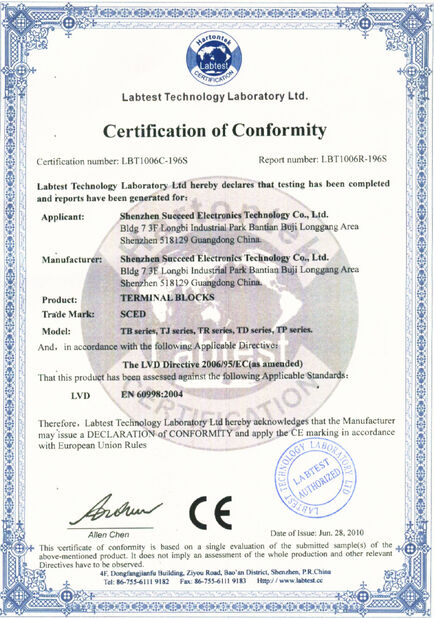 Hartontek
Labtest
CERTIFICATION
Labtest Technology Laboratory Ltd.
Certification of Conformity
Certification number: LBT1006C-196S Report number: LBT1006R-196S
Labtest Technology Laboratory Ltd hereby declares that testing has been completed
and reports have been generated for:
Applicant: Shenzhen Succeed Electronics Technology Co., Ltd.
Bldg 7 3F Longbi Industrial Park Bantian Buji Longgang Area
Shenzhen 518129 Guangdong China.
Manufacturer: Shenzhen Succeed Electronics Technology Co., Ltd.
Bldg 7 3F Longbi Industrial Park Bantian Buji Longgang Area
Shenzhen 518129 Guangdong China.
Product: TERMINAL BLOCKS
Trade Mark: SCED
Model: TB series, TJ series, TR series, TD series, TP series.
And, in accordance with the following Applicable Directive:
The LVD Directive 2006/95/EC(as amended)
That this product has been assessed against the following Applicable Standards:
LVD EN 60998:2004
Therefore, Labtest Technology Laboratory Ltd hereby acknowledges that the Manufacturer
may issue a DECLARATION of CONFORMITY and apply the CE marking in accordance
with European Union Rules
LABTEST TECHNOLOGY LABORATORY LTD
LABTEST
AUTHORIZED
CE
Allen Chen
Date of Issue: Jun. 28, 2010
This certificate of conformity is based on a single evaluation of the submitted sample(s) of the
above-mentioned product. It does not imply an assessment of the whole production and other relevant
Directives have to be observed.
4F, Dongfangjianfu Building, Ziyou Road, Bao'an District, Shenzhen, P.R.China
Tel: 86-755-6111 9182 Fax: 86-755-6111 9183 Http://www.labtest.cc